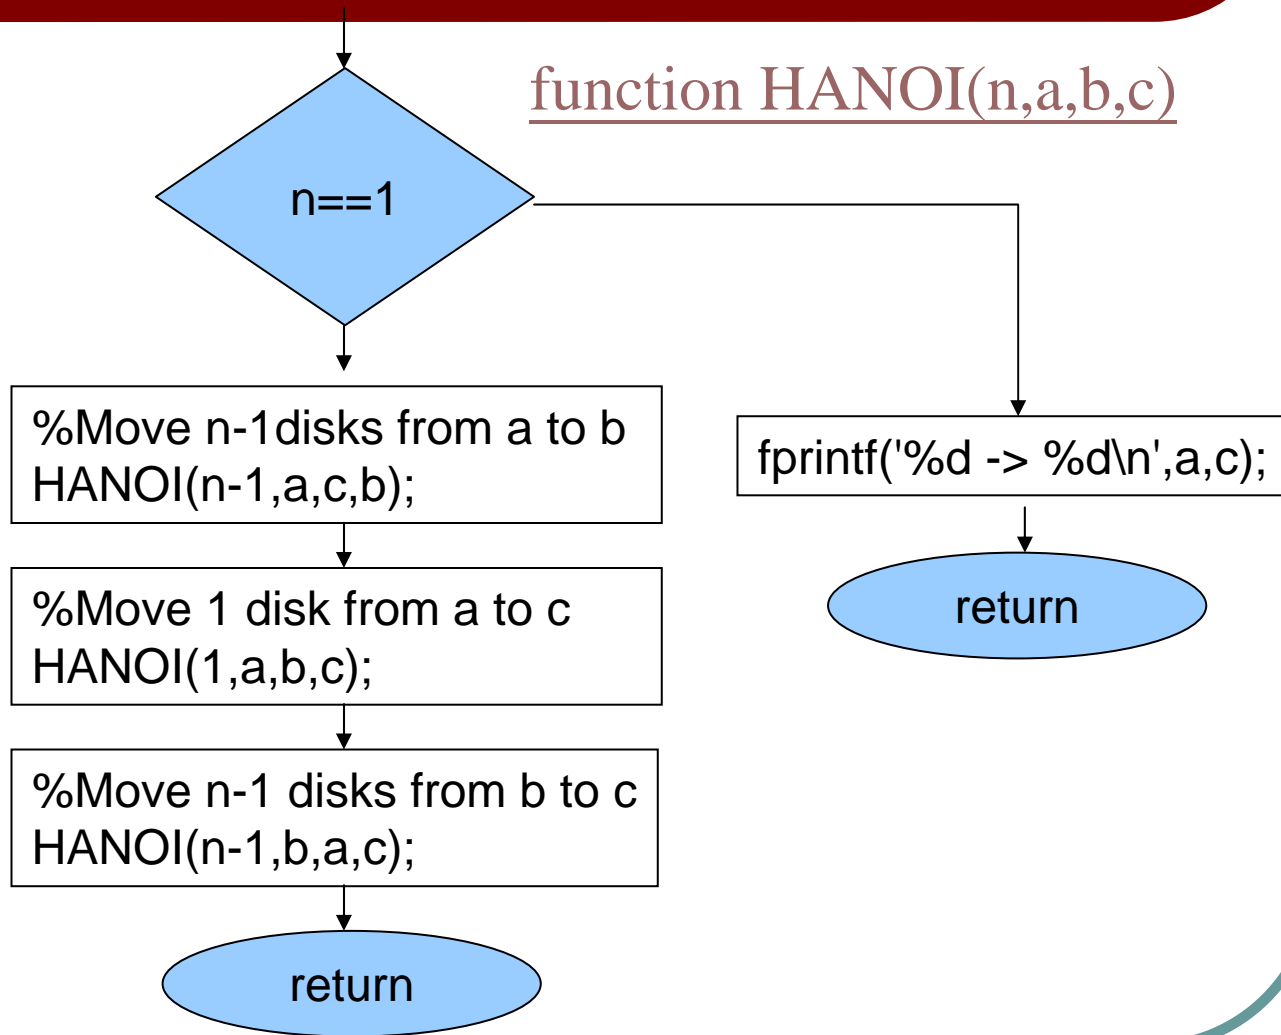 function HANOI(n,a,b,c)
n==1
%Move n-1disks from a to b
HANOI(n-1,a,c,b);
%Move 1 disk from a to c
HANOI(1,a,b,c);
%Move n-1 disks from b to c
HANOI(n-1,b,a,c);
return
fprintf('%d -> %d\n',a,c);
return